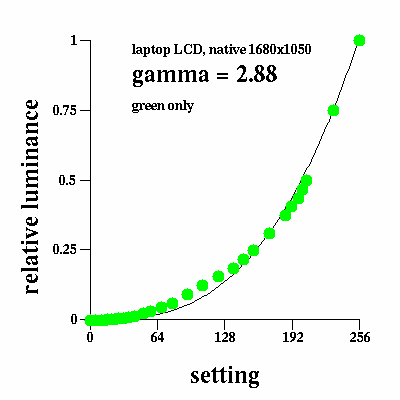 laptop LCD, native 1680x1050
gamma = 2.88
green only
relative luminance
1
0.75
0.5
0.25
0
0 64 128 192 256
setting